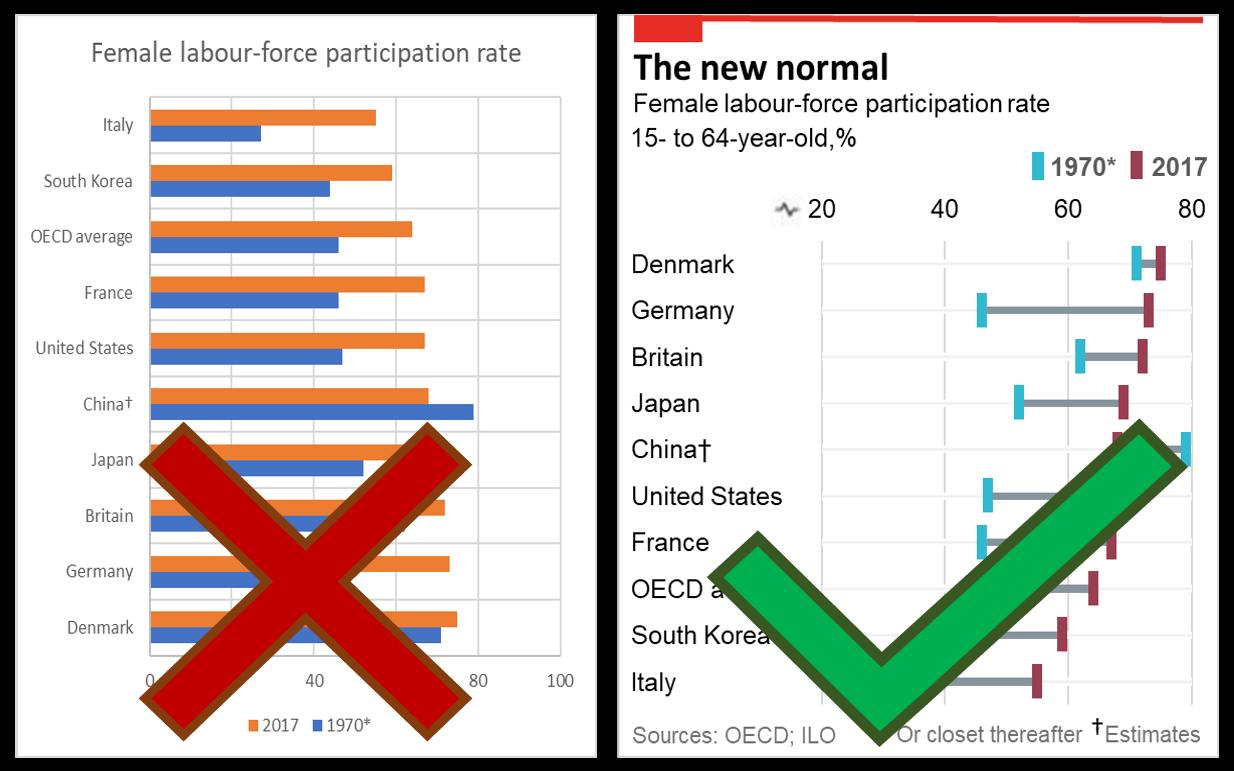 Female labour-force participation rate
Italy
South Korea
OECD average
France
United States
China†
Japan
Britain
Germany
Denmark
0 40 80 100
2017 1970*
The new normal
Female labour-force participation rate
15- to 64-year-old,%
1970* 2017
20 40 60 80
Denmark
Germany
Britain
Japan
China†
United States
France
OECD a
South Korea
Italy
Sources: OECD; ILO Or closet thereafter †Estimates